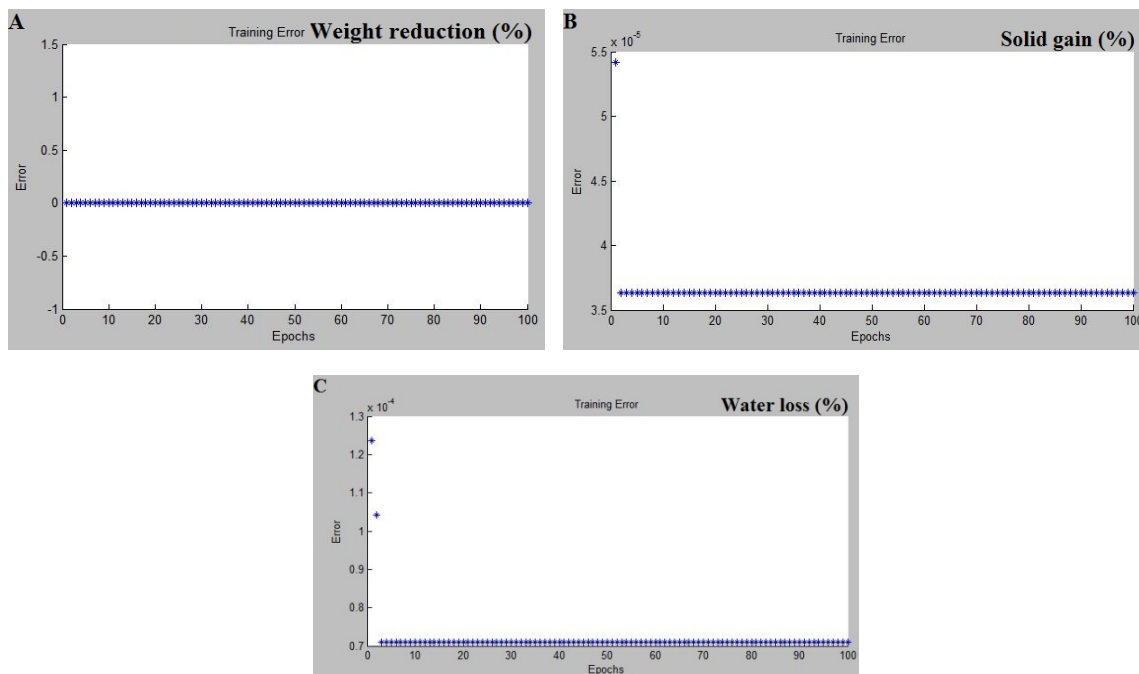 A
Training Error Weight reduction (%)
1.5
1
0.5
0
-0.5
-1
Error
0 10 20 30 40 50 60 70 80 90 100
Epochs
B
x 10^-5
Training Error Solid gain (%)
5.5
5
4.5
4
3.5
Error
0 10 20 30 40 50 60 70 80 90 100
Epochs
C
x 10^-4
Training Error Water loss (%)
1.3
1.2
1.1
1
0.9
0.8
0.7
Error
0 10 20 30 40 50 60 70 80 90 100
Epochs